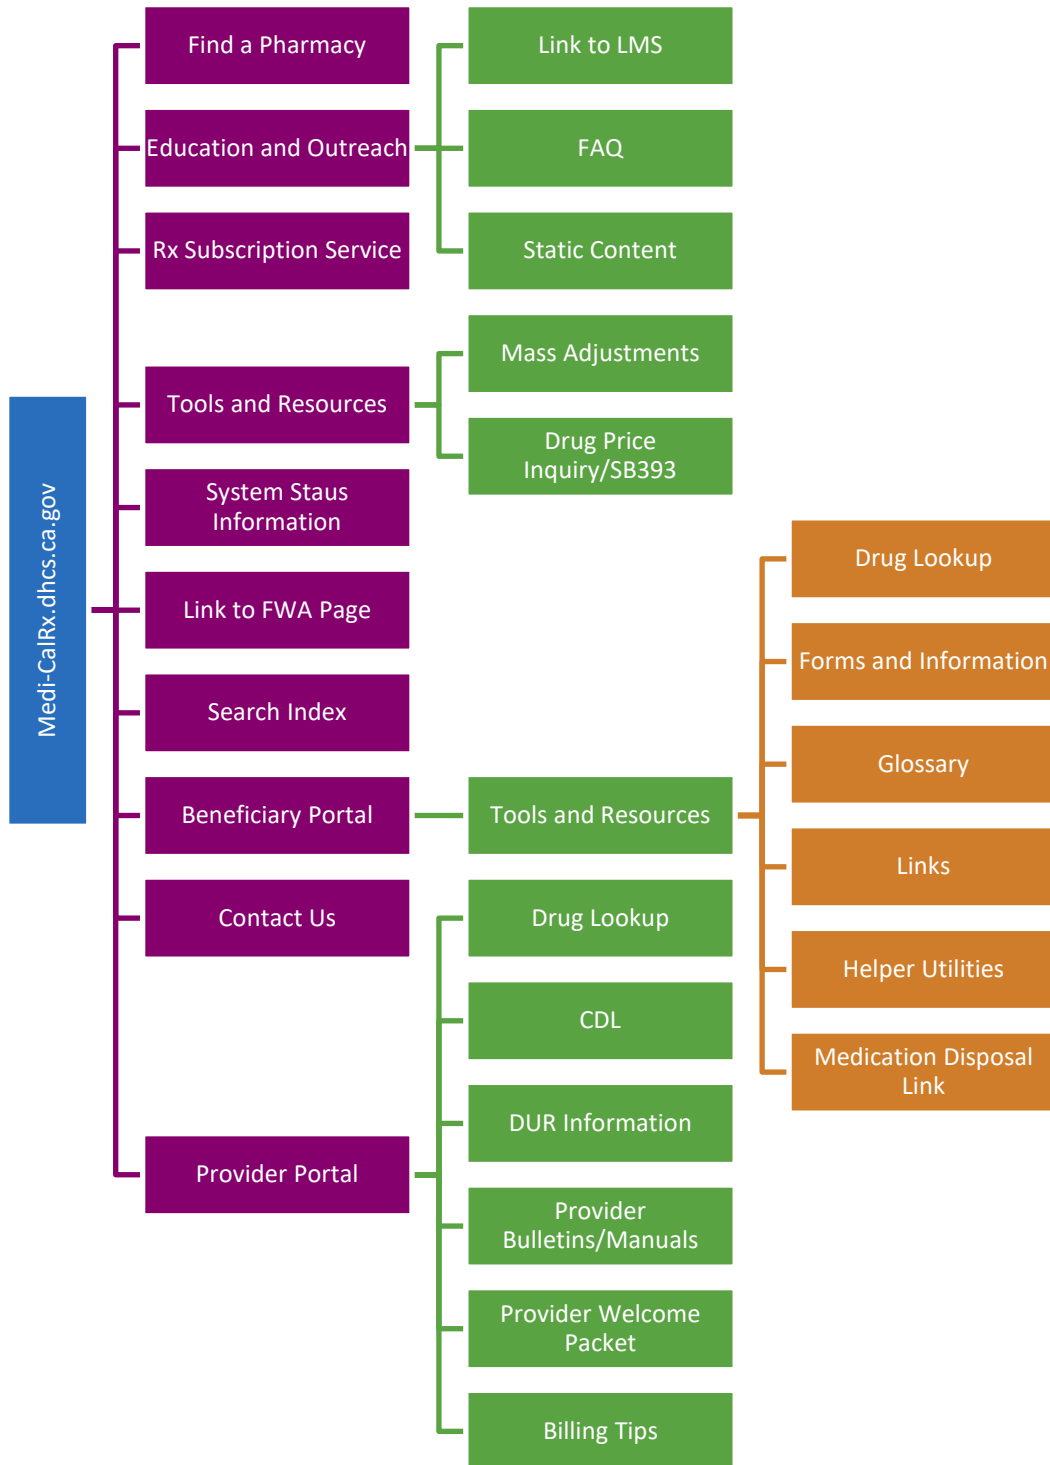 Medi-CalRx.dhcs.ca.gov
Find a Pharmacy
Education and Outreach
Link to LMS
FAQ
Static Content
Rx Subscription Service
Tools and Resources
Mass Adjustments
Drug Price
Inquiry/SB393
System Staus
Information
Link to FWA Page
Search Index
Beneficiary Portal
Tools and Resources
Drug Lookup
Forms and Information
Glossary
Links
Helper Utilities
Medication Disposal
Link
Contact Us
Provider Portal
Drug Lookup
CDL
DUR Information
Provider
Bulletins/Manuals
Provider Welcome
Packet
Billing Tips